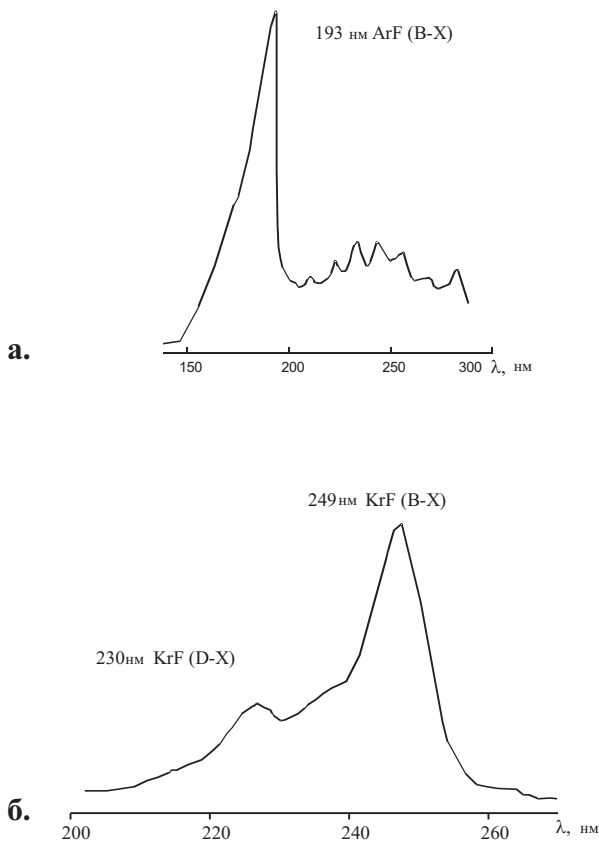 193 нм ArF (B-X)
а.
150 200 250 300 λ, нм
249нм KrF (B-X)
230нм KrF (D-X)
б.
200 220 240 260 λ, нм